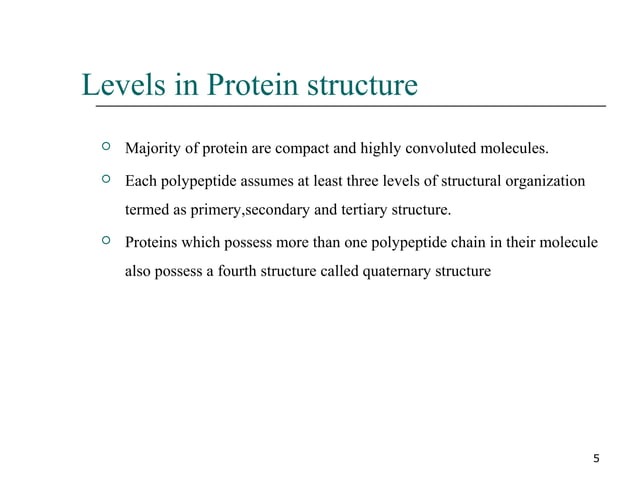 Levels in Protein structure
Majority of protein are compact and highly convoluted molecules.
Each polypeptide assumes at least three levels of structural organization
termed as primery,secondary and tertiary structure.
Proteins which possess more than one polypeptide chain in their molecule
also possess a fourth structure called quaternary structure
5